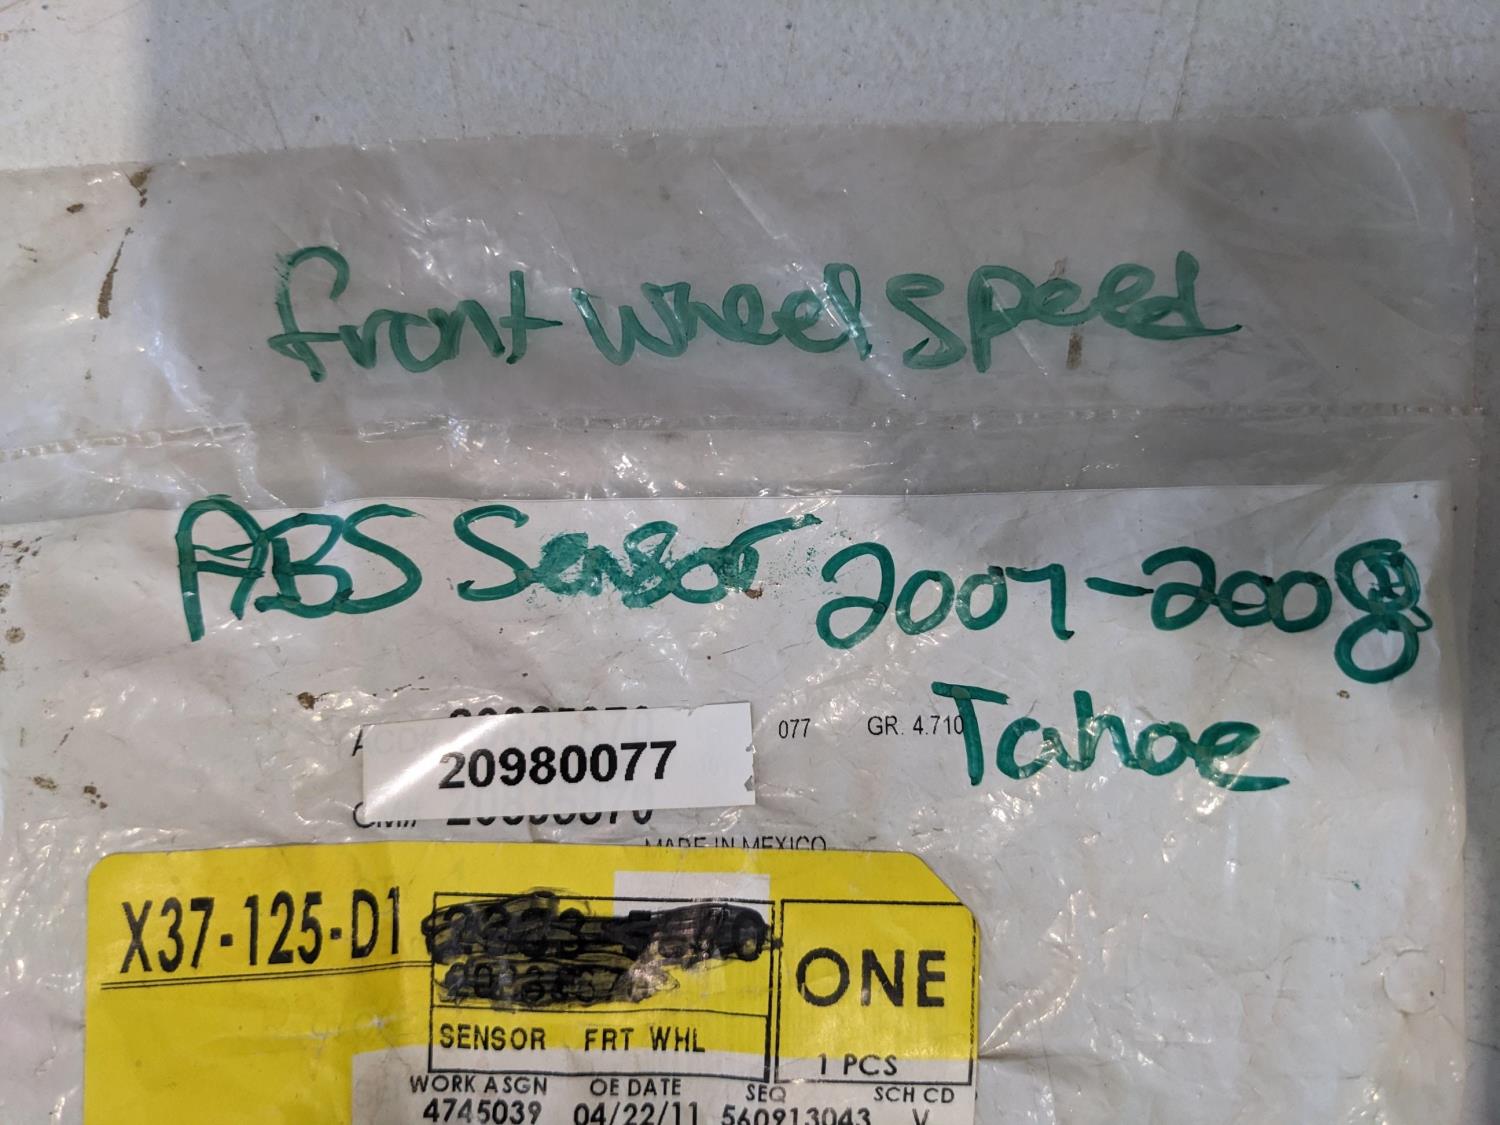 front wheel speed
ABS Sensor 2007-2008
Tahoe
077 GR. 4.710
20980077
MADE IN MEXICO
X37-125-D1
ONE
SENSOR FRT WHL
1 PCS
WORK ASGN OE DATE SEQ SCH CD
4745039 04/22/11 560913043 V